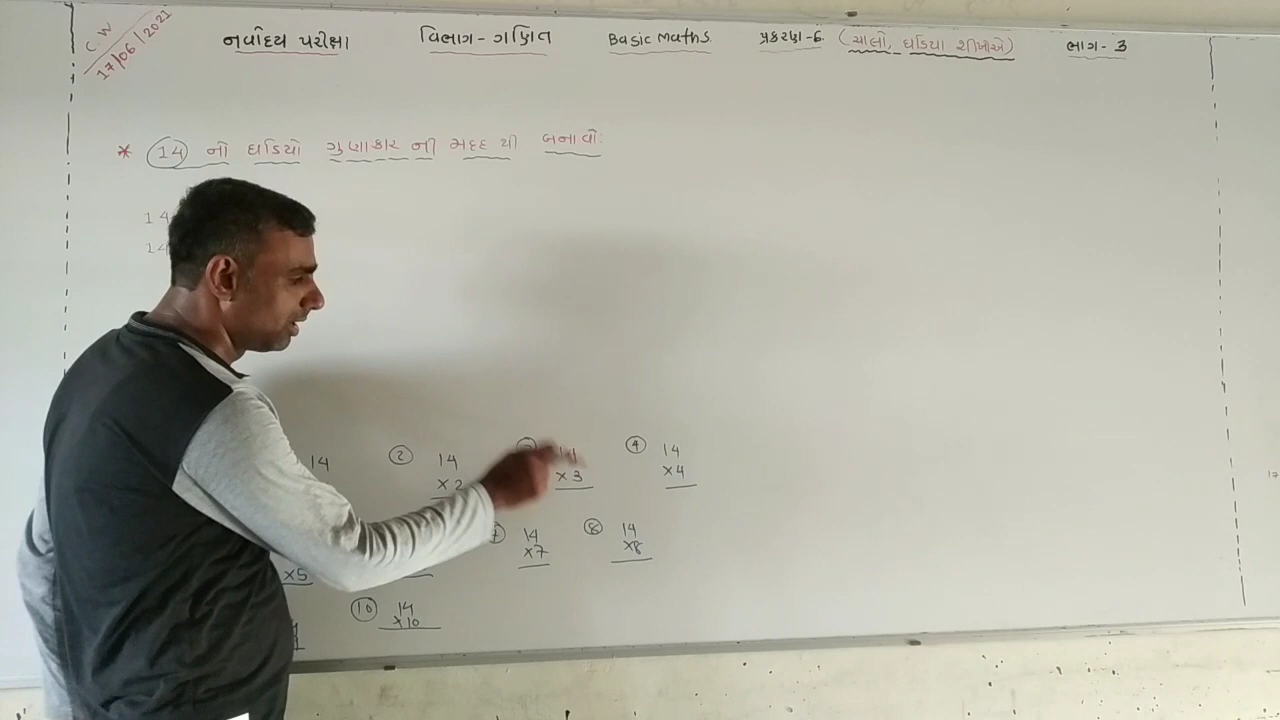 C.W
17/06/2021
નવોદય પરીક્ષા વિભાગ - ગણિત Basic Maths પ્રકરણ-6 (ચાલો, ઘડિયા શીખીએ) ભાગ - 3
* 14 નો ઘડિયો ગુણાકાર ની મદદ થી બનાવો:
14
14
14 ② 14 14 ④ 14
×2 ×3 ×4
14 ⑧ 14
×5 ×7 ×8
⑩ 14
×10